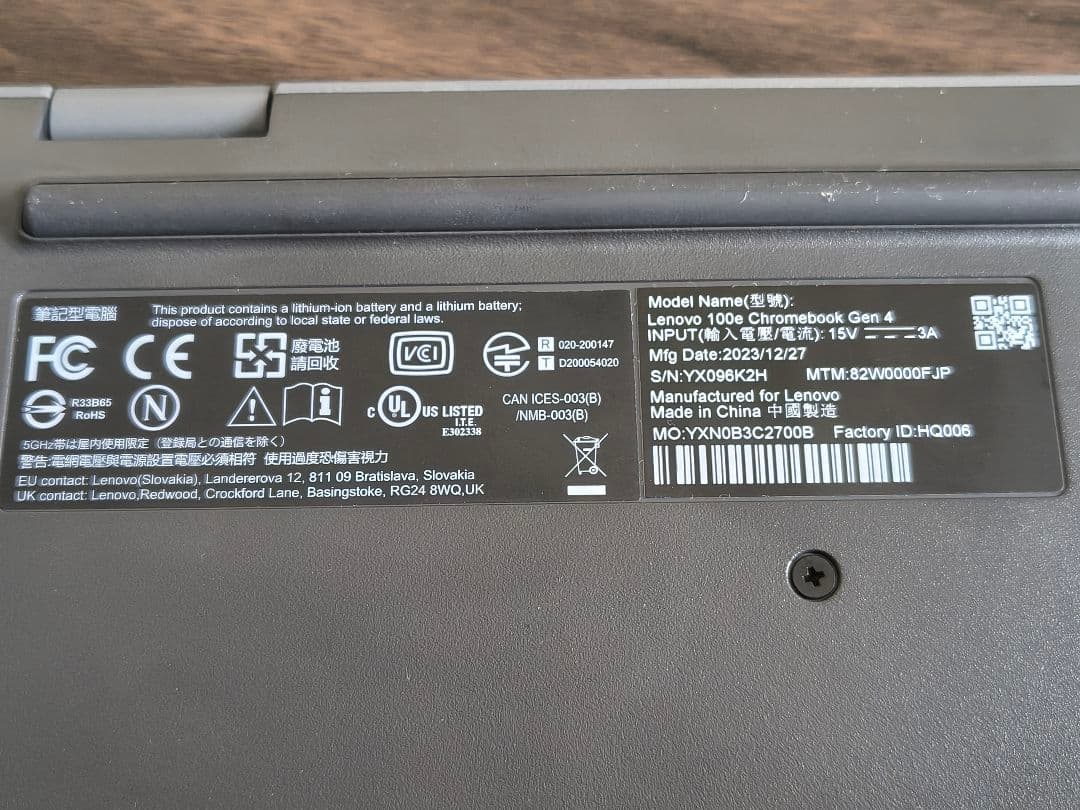 筆記型電腦
This product contains a lithium-ion battery and a lithium battery;
dispose of according to local state or federal laws.
FC CE
廢電池
請回收
VCI
R 020-200147
T D200054020
R33B65
RoHS
N
c UL US LISTED
I.T.E.
E302338
CAN ICES-003(B)
/NMB-003(B)
5GHz帯は屋内使用限定（登録局との通信を除く）
警告:電網電壓與電源設置電壓必須相符 使用過度恐傷害視力
EU contact: Lenovo(Slovakia), Landererova 12, 811 09 Bratislava, Slovakia
UK contact: Lenovo,Redwood, Crockford Lane, Basingstoke, RG24 8WQ,UK
Model Name(型號):
Lenovo 100e Chromebook Gen 4
INPUT(輸入電壓/電流): 15V 3A
Mfg Date:2023/12/27
S/N:YX096K2H MTM:82W0000FJP
Manufactured for Lenovo
Made in China 中國製造
MO:YXN0B3C2700B Factory ID:HQ006